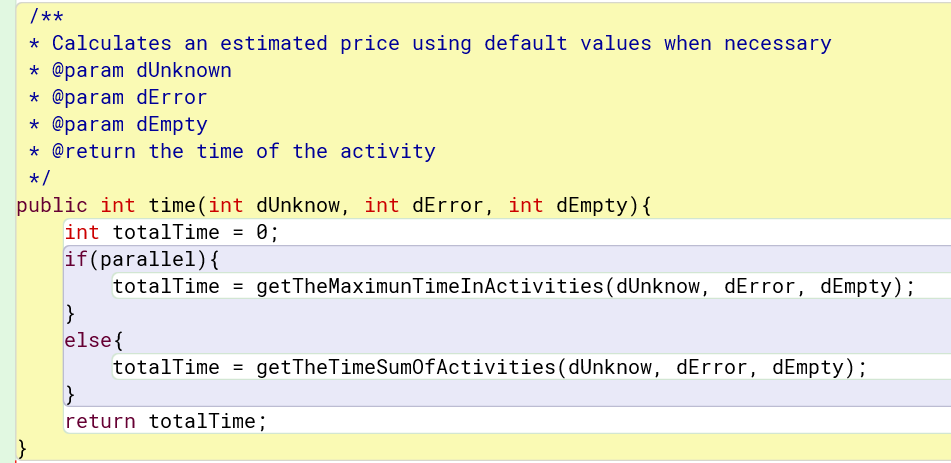 /**
* Calculates an estimated price using default values when necessary
* @param dUnknown
* @param dError
* @param dEmpty
* @return the time of the activity
*/
public int time(int dUnknow, int dError, int dEmpty){
int totalTime = 0;
if(parallel){
totalTime = getTheMaximunTimeInActivities(dUnknow, dError, dEmpty);
}
else{
totalTime = getTheTimeSumOfActivities(dUnknow, dError, dEmpty);
}
return totalTime;
}